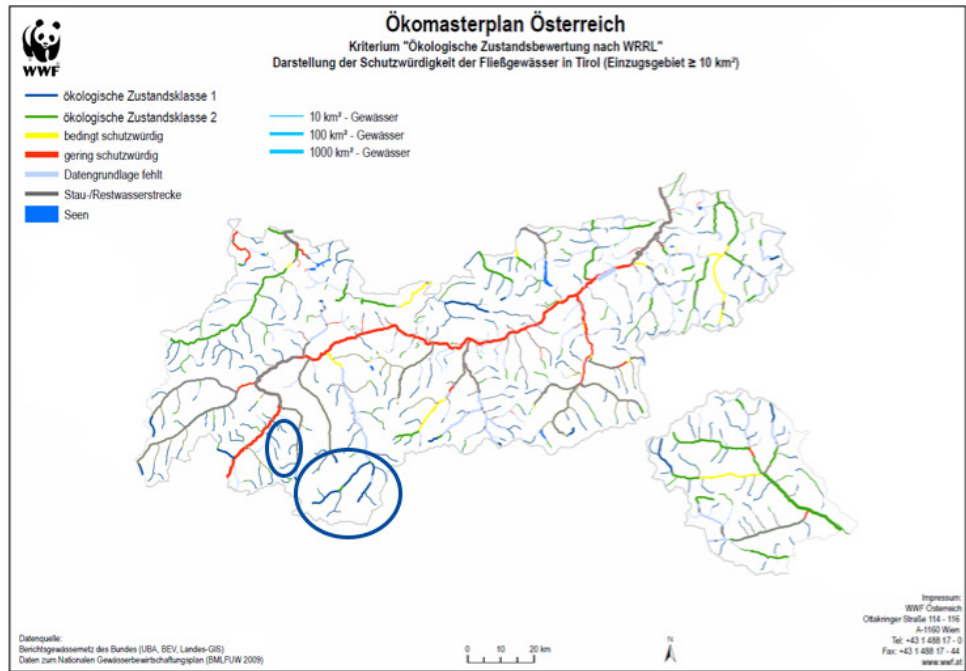 Ökomasterplan Österreich
Kriterium "Ökologische Zustandsbewertung nach WRRL"
Darstellung der Schutzwürdigkeit der Fließgewässer in Tirol (Einzugsgebiet ≥ 10 km²)
WWF
ökologische Zustandsklasse 1
ökologische Zustandsklasse 2
bedingt schutzwürdig
gering schutzwürdig
Datengrundlage fehlt
Stau-/Restwasserstrecke
Seen
10 km² - Gewässer
100 km² - Gewässer
1000 km² - Gewässer
Datenquelle:
Berichtsgewässernetz des Bundes (UBA, BEV, Landes-GIS)
Daten zum Nationalen Gewässerbewirtschaftungsplan (BMLFUW 2009)
0 10 20 km
N
Impressum:
WWF Österreich
Ottakringer Straße 114 - 116
A-1160 Wien
Tel: +43 1 488 17 - 0
Fax: +43 1 488 17 - 44
www.wwf.at